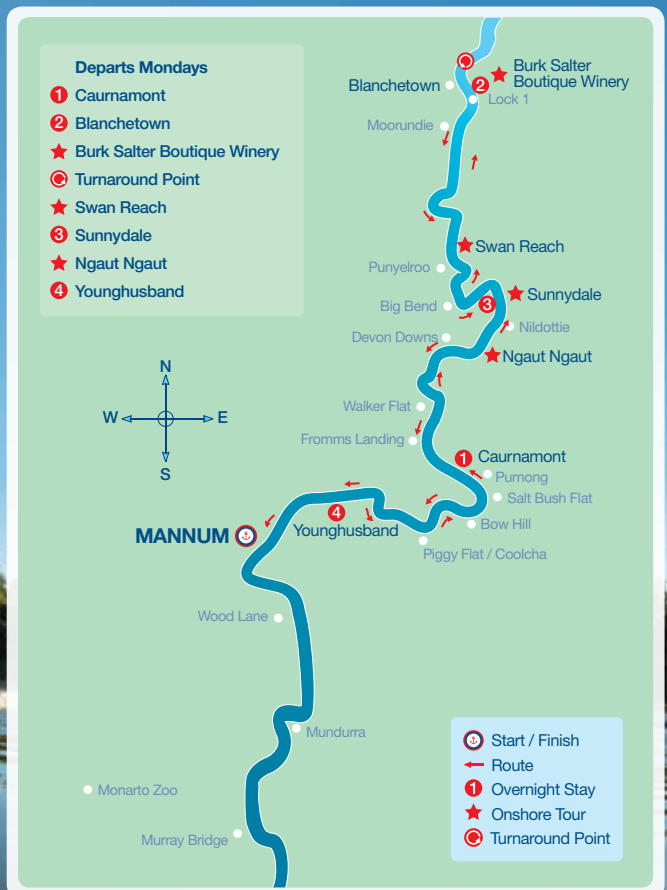 Departs Mondays
1 Caurnamont
2 Blanchetown
Burk Salter Boutique Winery
Turnaround Point
Swan Reach
3 Sunnydale
Ngaut Ngaut
4 Younghusband
Burk Salter
Boutique Winery
Blanchetown
2
Lock 1
Moorundie
Swan Reach
Punyelroo
Sunnydale
Big Bend
3
Nildottie
Devon Downs
Ngaut Ngaut
N
W E
S
Walker Flat
Fromms Landing
1 Caurnamont
Purnong
Salt Bush Flat
4
Younghusband
Bow Hill
MANNUM
Piggy Flat / Coolcha
Wood Lane
Mundurra
Monarto Zoo
Murray Bridge
Start / Finish
Route
1 Overnight Stay
Onshore Tour
Turnaround Point